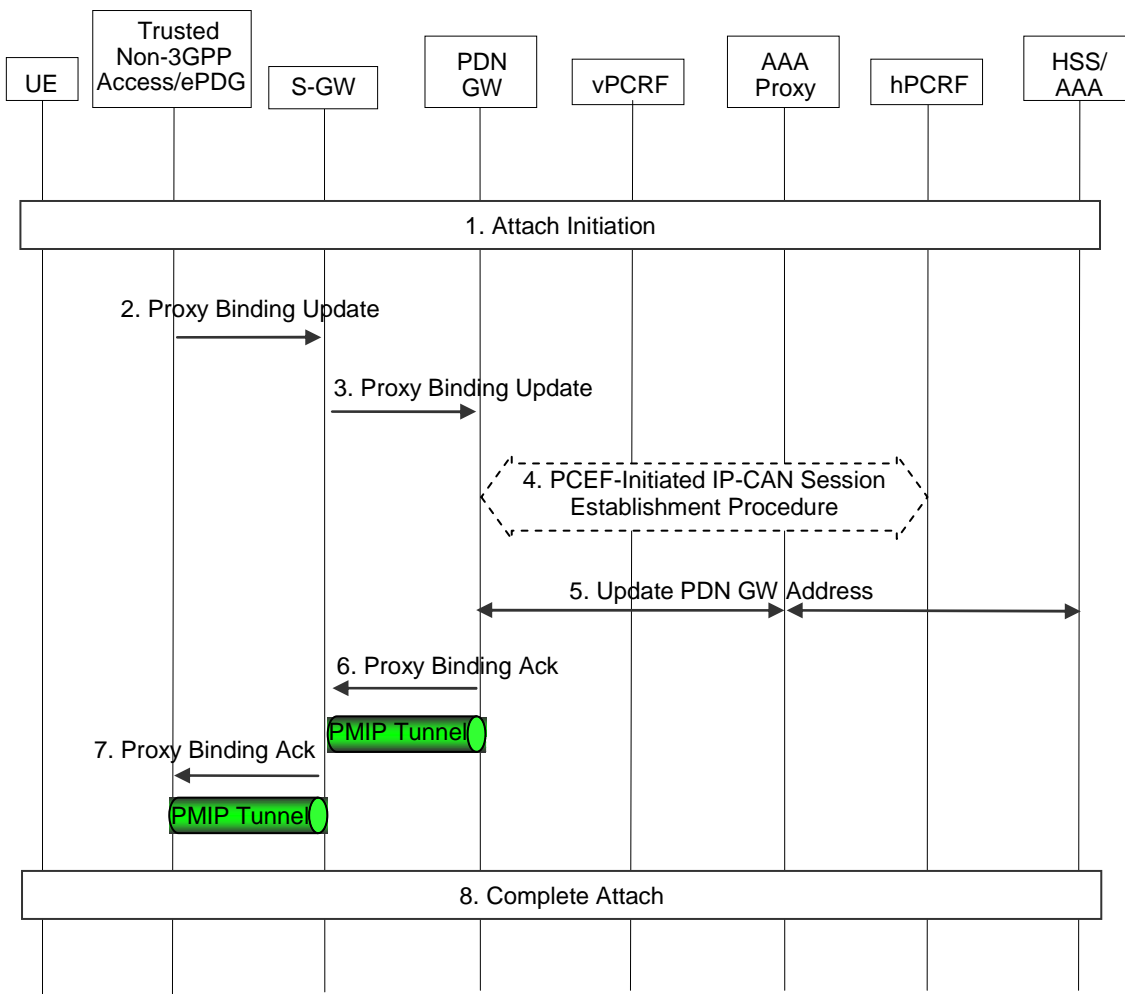 UE
Trusted
Non-3GPP
Access/ePDG
S-GW
PDN
GW
vPCRF
AAA
Proxy
hPCRF
HSS/
AAA
1. Attach Initiation
2. Proxy Binding Update
3. Proxy Binding Update
4. PCEF-Initiated IP-CAN Session
Establishment Procedure
5. Update PDN GW Address
6. Proxy Binding Ack
PMIP Tunnel
7. Proxy Binding Ack
PMIP Tunnel
8. Complete Attach